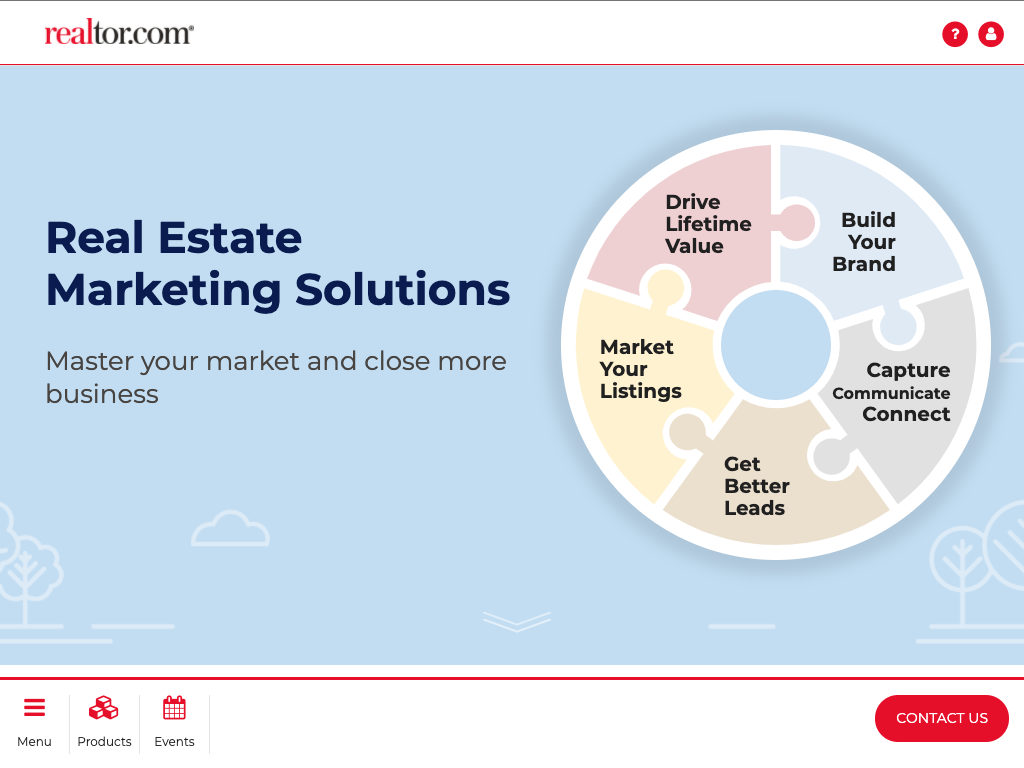 realtor.com®
?
Real Estate
Marketing Solutions
Master your market and close more
business
Drive
Lifetime
Value
Build
Your
Brand
Market
Your
Listings
Capture
Communicate
Connect
Get
Better
Leads
Menu
Products
Events
CONTACT US